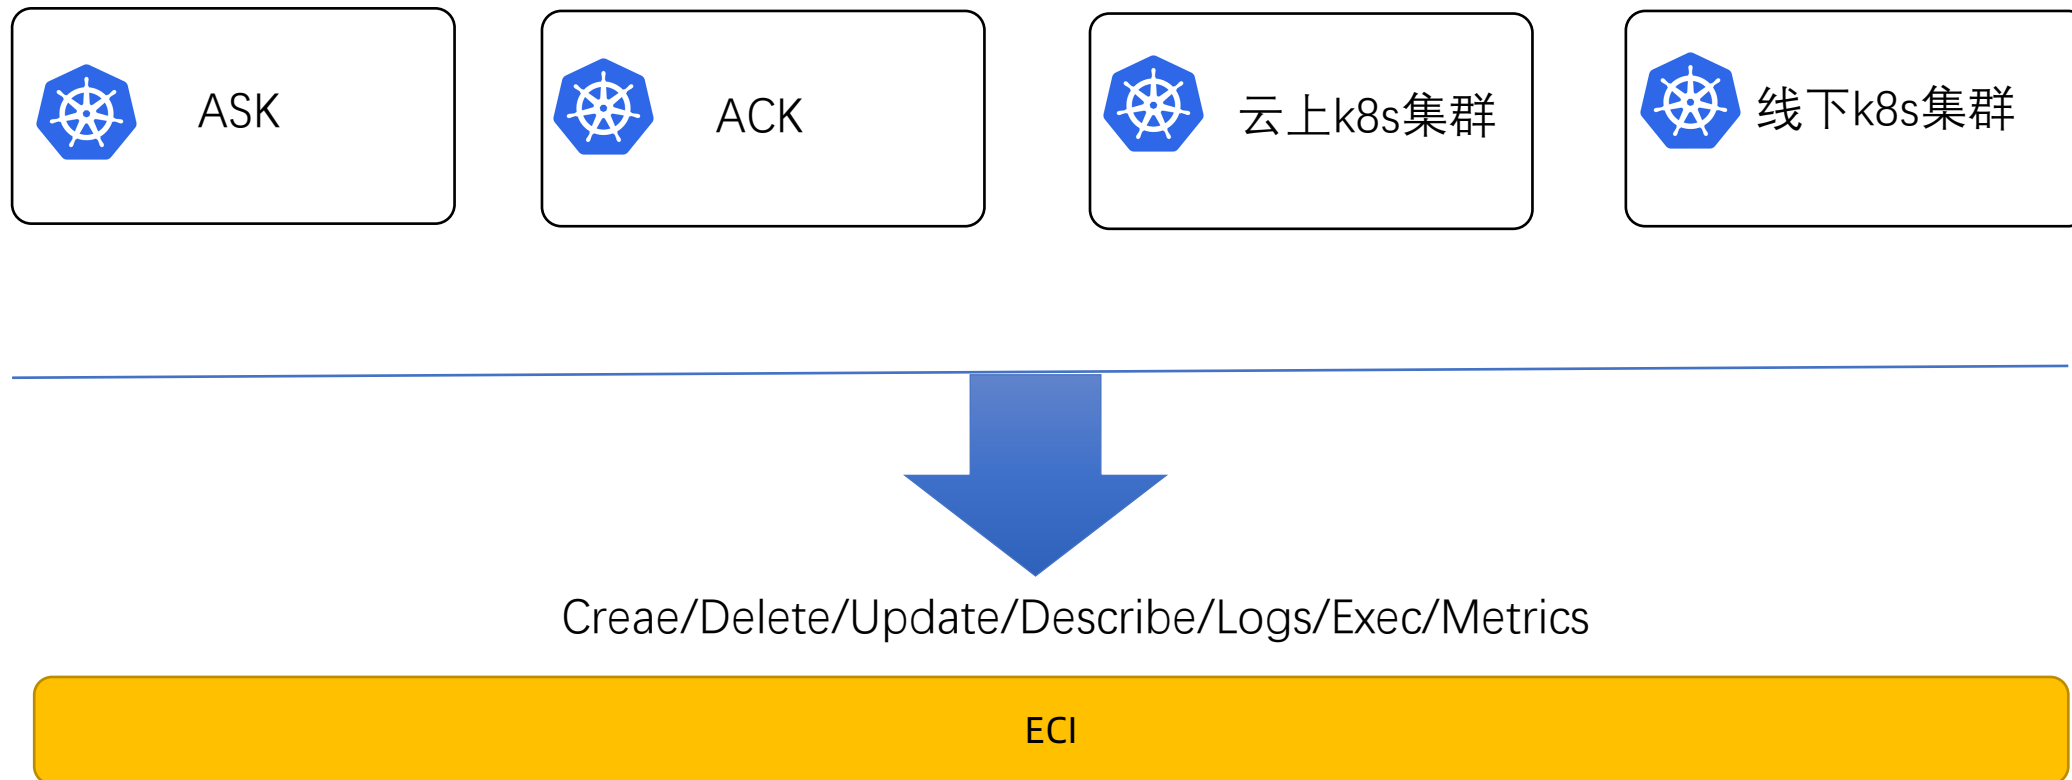 ASK
ACK
云上k8s集群
线下k8s集群
Creae/Delete/Update/Describe/Logs/Exec/Metrics
ECI